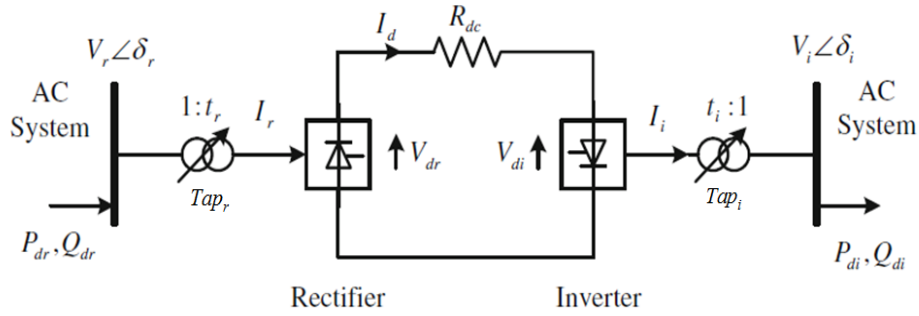 I_d
R_dc
V_r∠δ_r
V_i∠δ_i
AC
System
1:t_r
I_r
V_dr
V_di
I_i
t_i:1
AC
System
Tap_r
Tap_i
P_dr,Q_dr
P_di,Q_di
Rectifier
Inverter